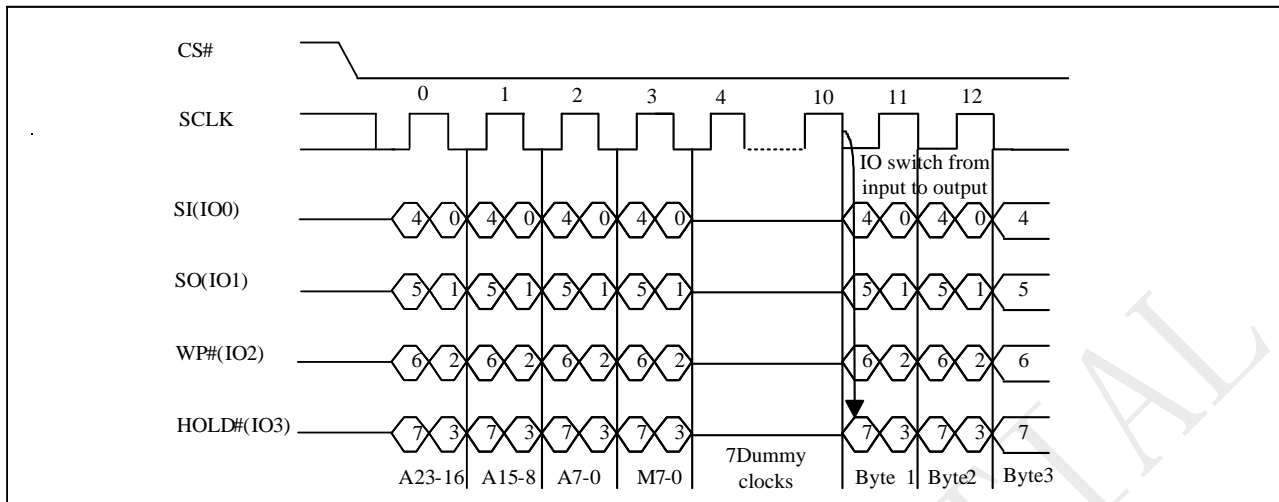 CS#
0 1 2 3 4 10 11 12
SCLK
IO switch from
input to output
SI(IO0) 4 0 4 0 4 0 4 0 4 0 4 0 4
SO(IO1) 5 1 5 1 5 1 5 1 5 1 5 1 5
WP#(IO2) 6 2 6 2 6 2 6 2 6 2 6 2 6
HOLD#(IO3) 7 3 7 3 7 3 7 3 7 3 7 3 7
A23-16 A15-8 A7-0 M7-0 7Dummy Byte 1 Byte2 Byte3
clocks